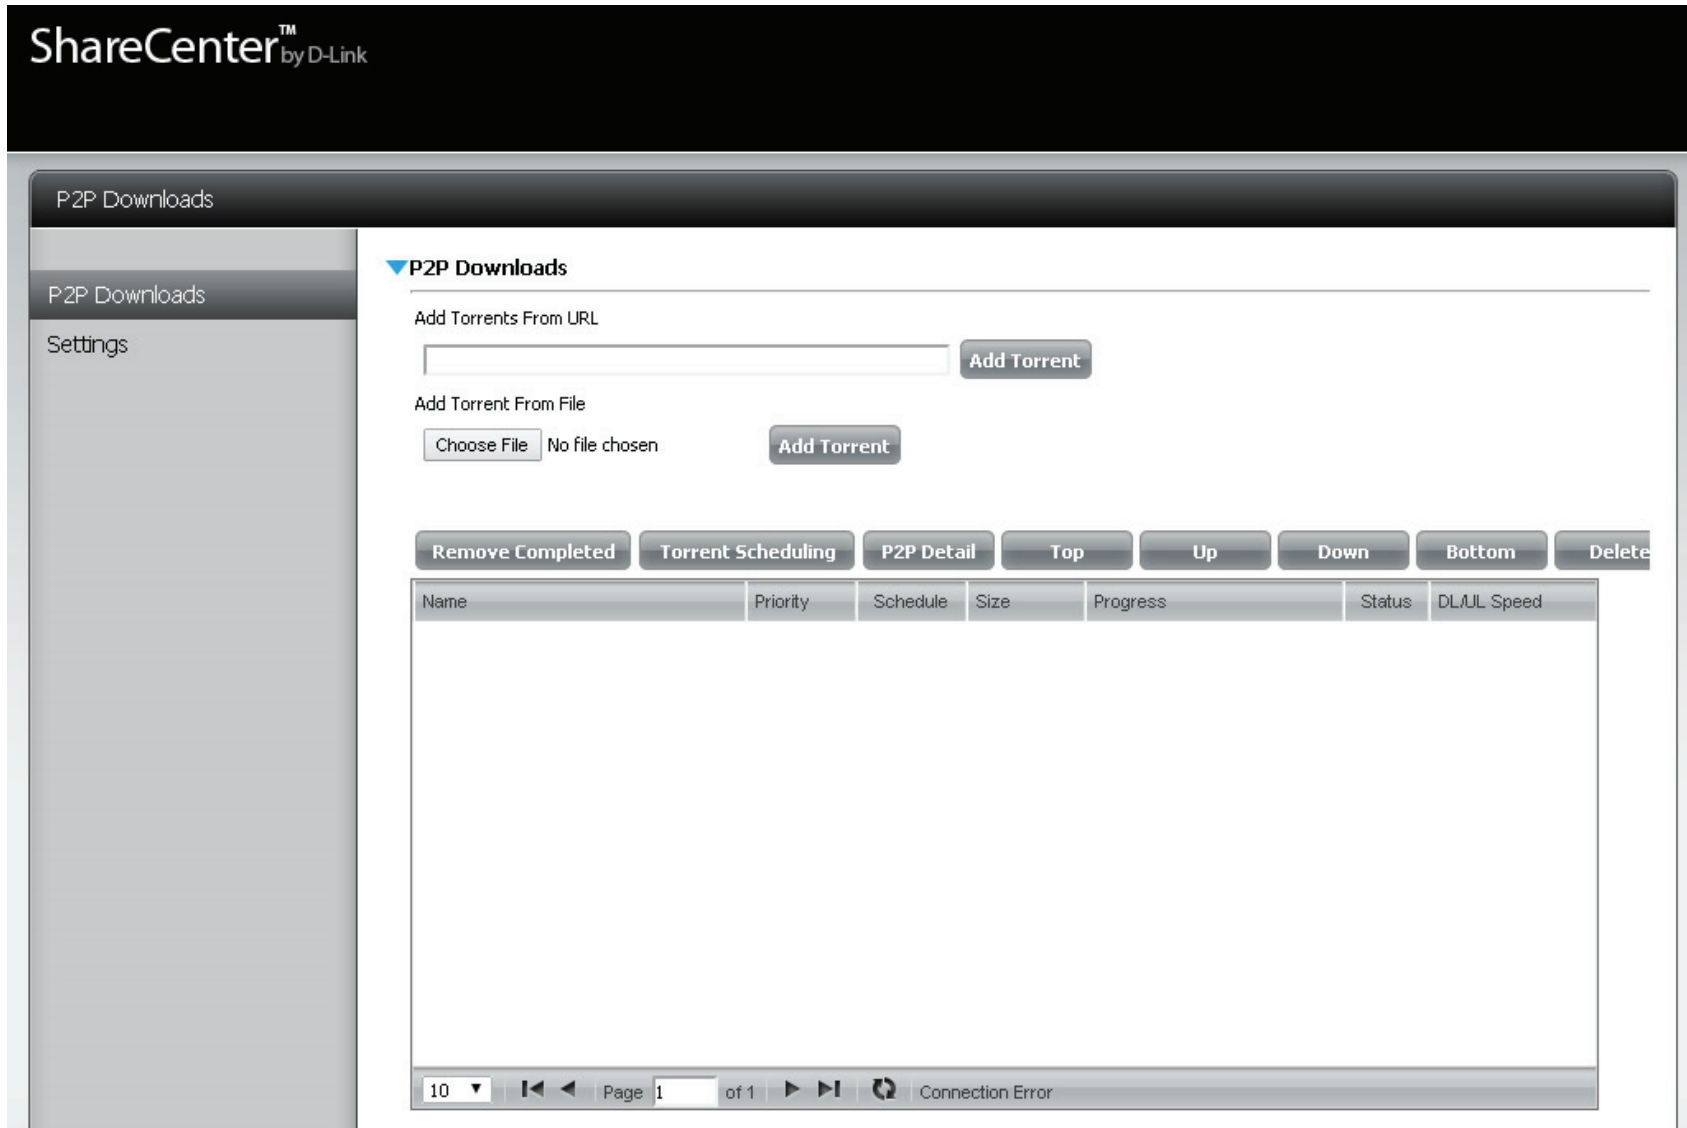 ShareCenter™ by D-Link
P2P Downloads
P2P Downloads
Settings
P2P Downloads
Add Torrents From URL
Add Torrent
Add Torrent From File
Choose File No file chosen Add Torrent
Remove Completed Torrent Scheduling P2P Detail Top Up Down Bottom Delete
Name Priority Schedule Size Progress Status DL/UL Speed
10 Page 1 of 1 Connection Error